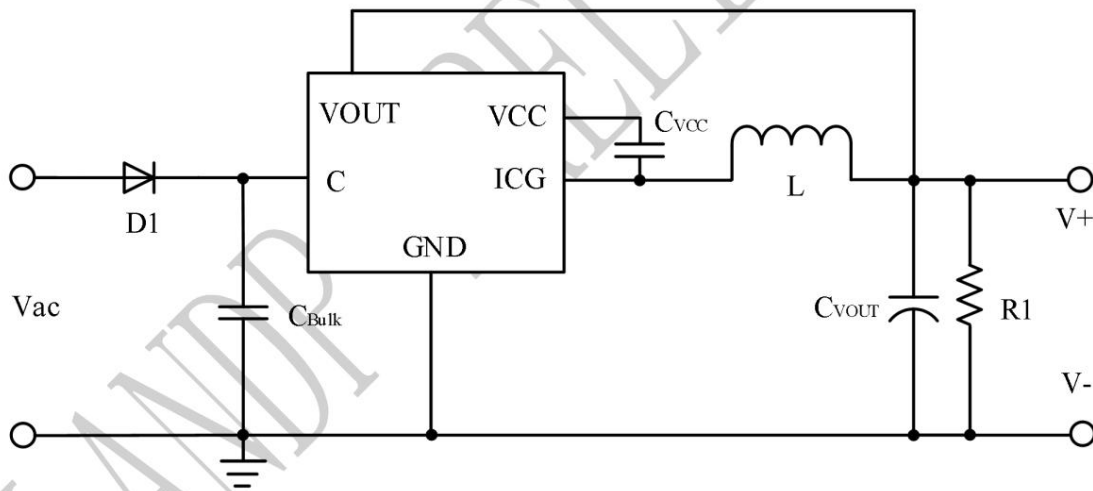 VOUT
VCC
CVCC
C
ICG
D1
L
V+
GND
Vac
CBulk
CVOUT
R1
V-